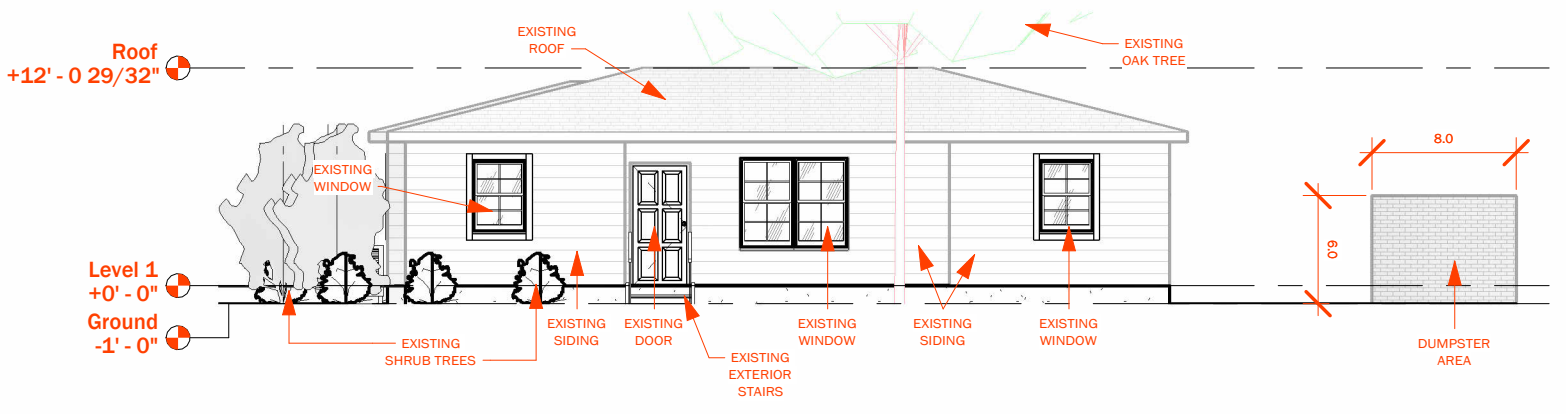 EXISTING
ROOF
EXISTING
OAK TREE
Roof
+12' - 0 29/32"
8.0
EXISTING
WINDOW
6.0
Level 1
+0' - 0"
Ground
-1' - 0"
EXISTING
SHRUB TREES
EXISTING
SIDING
EXISTING
DOOR
EXISTING
EXTERIOR
STAIRS
EXISTING
WINDOW
EXISTING
SIDING
EXISTING
WINDOW
DUMPSTER
AREA